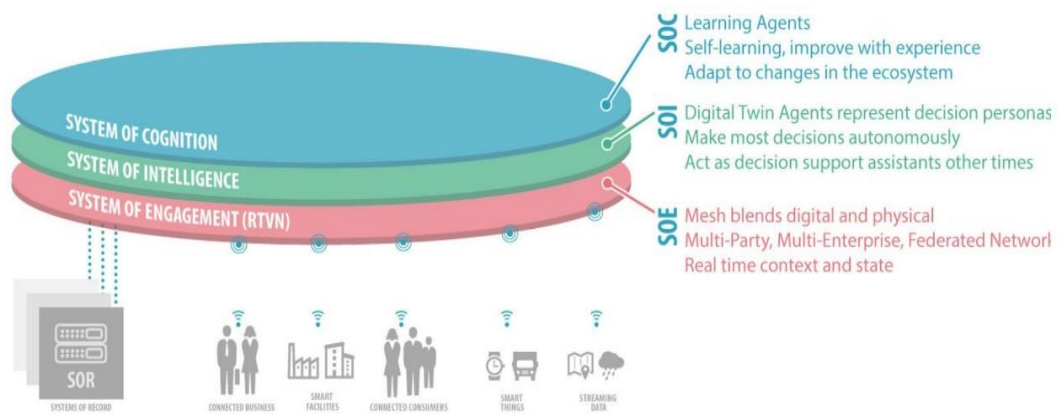 SOC
Learning Agents
Self-learning, improve with experience
Adapt to changes in the ecosystem
SYSTEM OF COGNITION
SOI
Digital Twin Agents represent decision personas
Make most decisions autonomously
Act as decision support assistants other times
SYSTEM OF INTELLIGENCE
SOE
Mesh blends digital and physical
Multi-Party, Multi-Enterprise, Federated Network
Real time context and state
SYSTEM OF ENGAGEMENT (RTVN)
SOR
SYSTEMS OF RECORD
CONNECTED BUSINESS
SMART
FACILITIES
CONNECTED CONSUMERS
SMART
THINGS
STREAMING
DATA